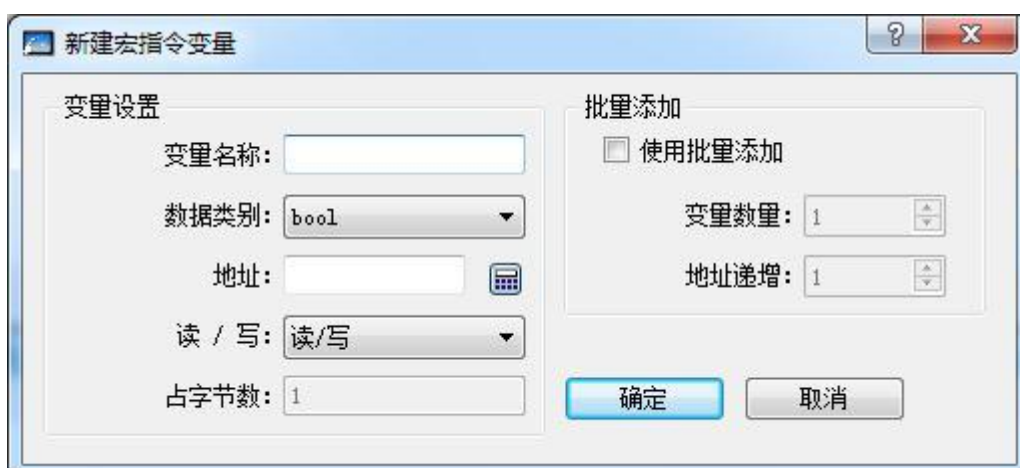 新建宏指令变量
变量设置
变量名称:
数据类别: bool
地址:
读 / 写: 读/写
占字节数: 1
批量添加
使用批量添加
变量数量: 1
地址递增: 1
确定
取消